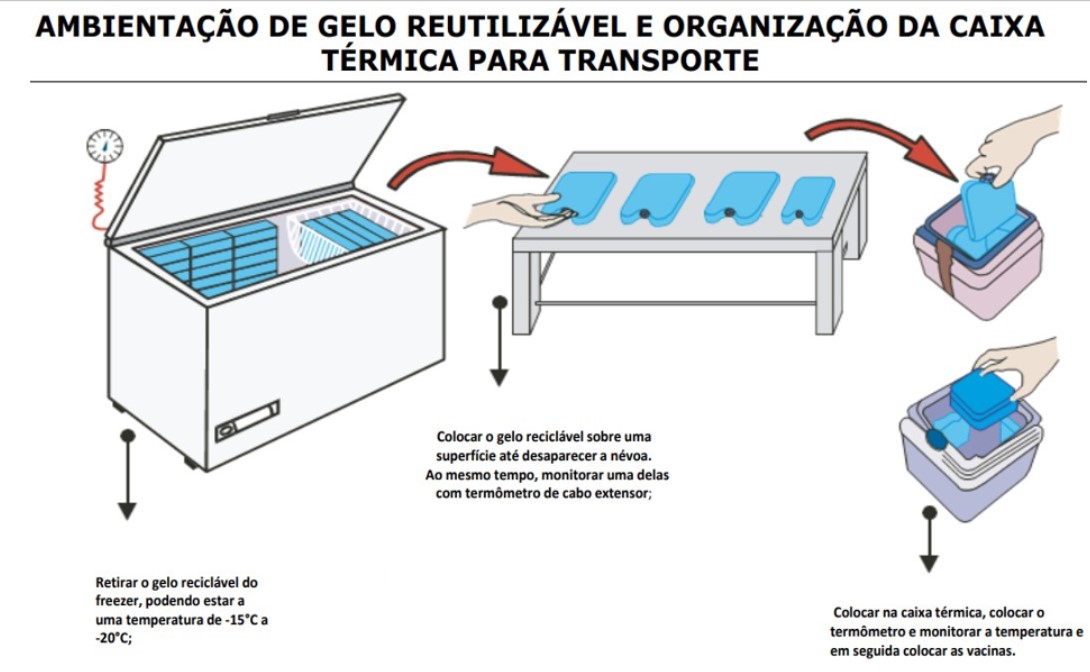 AMBIENTAÇÃO DE GELO REUTILIZÁVEL E ORGANIZAÇÃO DA CAIXA
TÉRMICA PARA TRANSPORTE
Colocar o gelo reciclável sobre uma
superfície até desaparecer a névoa.
Ao mesmo tempo, monitorar uma delas
com termômetro de cabo extensor;
Retirar o gelo reciclável do
freezer, podendo estar a
uma temperatura de -15°C a
-20°C;
Colocar na caixa térmica, colocar o
termômetro e monitorar a temperatura e
em seguida colocar as vacinas.